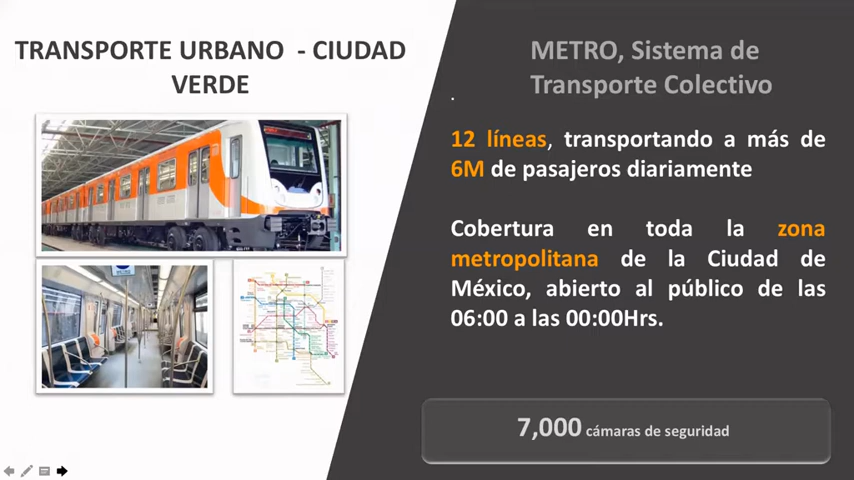 TRANSPORTE URBANO - CIUDAD
VERDE
METRO, Sistema de
Transporte Colectivo
.
12 líneas, transportando a más de
6M de pasajeros diariamente
Cobertura en toda la zona
metropolitana de la Ciudad de
México, abierto al público de las
06:00 a las 00:00Hrs.
7,000 cámaras de seguridad